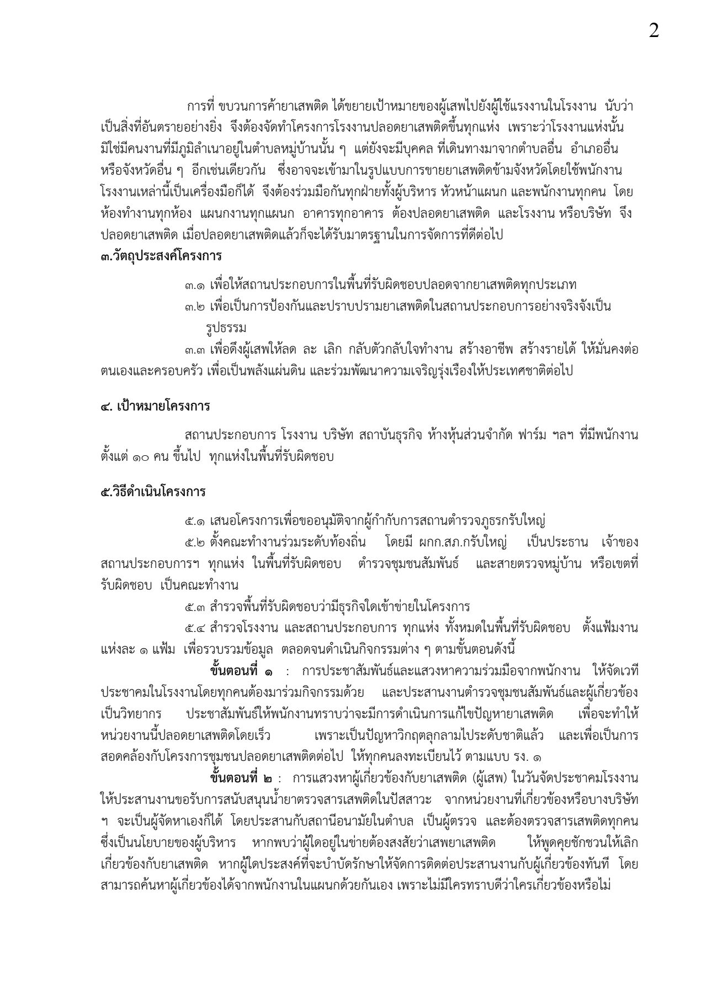 2
การที่ ขบวนการค้ายาเสพติด ได้ขยายเป้าหมายของผู้เสพไปยังผู้ใช้แรงงานในโรงงาน นับว่า
เป็นสิ่งที่อันตรายอย่างยิ่ง จึงต้องจัดทำโครงการโรงงานปลอดยาเสพติดขึ้นทุกแห่ง เพราะว่าโรงงานแห่งนั้น
มิใช่มีคนงานที่มีภูมิลำเนาอยู่ในตำบลหมู่บ้านนั้น ๆ แต่ยังจะมีบุคคล ที่เดินทางมาจากตำบลอื่น อำเภออื่น
หรือจังหวัดอื่น ๆ อีกเช่นเดียวกัน ซึ่งอาจจะเข้ามาในรูปแบบการขายยาเสพติดข้ามจังหวัดโดยใช้พนักงาน
โรงงานเหล่านี้เป็นเครื่องมือก็ได้ จึงต้องร่วมมือกันทุกฝ่ายทั้งผู้บริหาร หัวหน้าแผนก และพนักงานทุกคน โดย
ห้องทำงานทุกห้อง แผนกงานทุกแผนก อาคารทุกอาคาร ต้องปลอดยาเสพติด และโรงงาน หรือบริษัท จึง
ปลอดยาเสพติด เมื่อปลอดยาเสพติดแล้วก็จะได้รับมาตรฐานในการจัดการที่ดีต่อไป
๓.วัตถุประสงค์โครงการ
๓.๑ เพื่อให้สถานประกอบการในพื้นที่รับผิดชอบปลอดจากยาเสพติดทุกประเภท
๓.๒ เพื่อเป็นการป้องกันและปราบปรามยาเสพติดในสถานประกอบการอย่างจริงจังเป็น
รูปธรรม
๓.๓ เพื่อดึงผู้เสพให้ลด ละ เลิก กลับตัวกลับใจทำงาน สร้างอาชีพ สร้างรายได้ ให้มั่นคงต่อ
ตนเองและครอบครัว เพื่อเป็นพลังแผ่นดิน และร่วมพัฒนาความเจริญรุ่งเรืองให้ประเทศชาติต่อไป
๔. เป้าหมายโครงการ
สถานประกอบการ โรงงาน บริษัท สถาบันธุรกิจ ห้างหุ้นส่วนจำกัด ฟาร์ม ฯลฯ ที่มีพนักงาน
ตั้งแต่ ๑๐ คน ขึ้นไป ทุกแห่งในพื้นที่รับผิดชอบ
๕.วิธีดำเนินโครงการ
๕.๑ เสนอโครงการเพื่อขออนุมัติจากผู้กำกับการสถานตำรวจภูธรกรับใหญ่
๕.๒ ตั้งคณะทำงานร่วมระดับท้องถิ่น โดยมี ผกก.สภ.กรับใหญ่ เป็นประธาน เจ้าของ
สถานประกอบการฯ ทุกแห่ง ในพื้นที่รับผิดชอบ ตำรวจชุมชนสัมพันธ์ และสายตรวจหมู่บ้าน หรือเขตที่
รับผิดชอบ เป็นคณะทำงาน
๕.๓ สำรวจพื้นที่รับผิดชอบว่ามีธุรกิจใดเข้าข่ายในโครงการ
๕.๔ สำรวจโรงงาน และสถานประกอบการ ทุกแห่ง ทั้งหมดในพื้นที่รับผิดชอบ ตั้งแฟ้มงาน
แห่งละ ๑ แฟ้ม เพื่อรวบรวมข้อมูล ตลอดจนดำเนินกิจกรรมต่าง ๆ ตามขั้นตอนดังนี้
ขั้นตอนที่ ๑ : การประชาสัมพันธ์และแสวงหาความร่วมมือจากพนักงาน ให้จัดเวที
ประชาคมในโรงงานโดยทุกคนต้องมาร่วมกิจกรรมด้วย และประสานงานตำรวจชุมชนสัมพันธ์และผู้เกี่ยวข้อง
เป็นวิทยากร ประชาสัมพันธ์ให้พนักงานทราบว่าจะมีการดำเนินการแก้ไขปัญหายาเสพติด เพื่อจะทำให้
หน่วยงานนี้ปลอดยาเสพติดโดยเร็ว เพราะเป็นปัญหาวิกฤตลุกลามไประดับชาติแล้ว และเพื่อเป็นการ
สอดคล้องกับโครงการชุมชนปลอดยาเสพติดต่อไป ให้ทุกคนลงทะเบียนไว้ ตามแบบ รง. ๑
ขั้นตอนที่ ๒ : การแสวงหาผู้เกี่ยวข้องกับยาเสพติด (ผู้เสพ) ในวันจัดประชาคมโรงงาน
ให้ประสานงานขอรับการสนับสนุนน้ำยาตรวจสารเสพติดในปัสสาวะ จากหน่วยงานที่เกี่ยวข้องหรือบางบริษัท
ฯ จะเป็นผู้จัดหาเองก็ได้ โดยประสานกับสถานีอนามัยในตำบล เป็นผู้ตรวจ และต้องตรวจสารเสพติดทุกคน
ซึ่งเป็นนโยบายของผู้บริหาร หากพบว่าผู้ใดอยู่ในข่ายต้องสงสัยว่าเสพยาเสพติด ให้พูดคุยชักชวนให้เลิก
เกี่ยวข้องกับยาเสพติด หากผู้ใดประสงค์ที่จะบำบัดรักษาให้จัดการติดต่อประสานงานกับผู้เกี่ยวข้องทันที โดย
สามารถค้นหาผู้เกี่ยวข้องได้จากพนักงานในแผนกด้วยกันเอง เพราะไม่มีใครทราบดีว่าใครเกี่ยวข้องหรือไม่